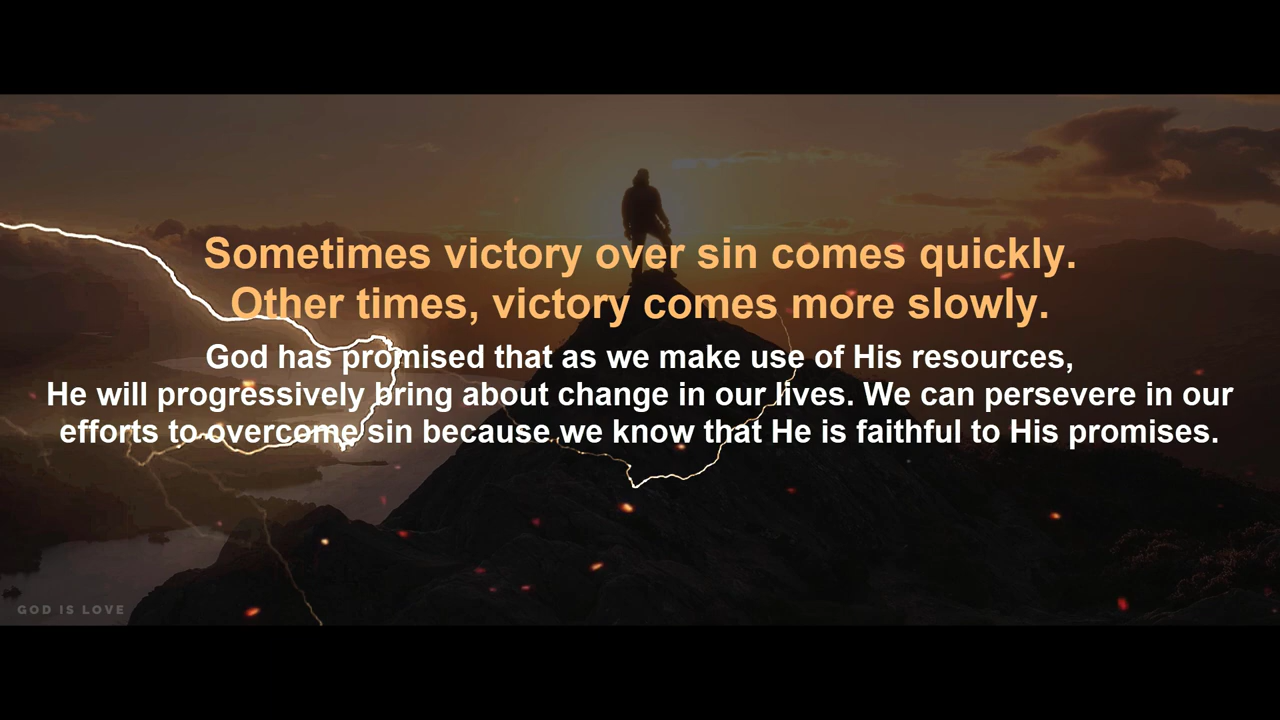 Sometimes victory over sin comes quickly.
Other times, victory comes more slowly.
God has promised that as we make use of His resources,
He will progressively bring about change in our lives. We can persevere in our
efforts to overcome sin because we know that He is faithful to His promises.
GOD IS LOVE